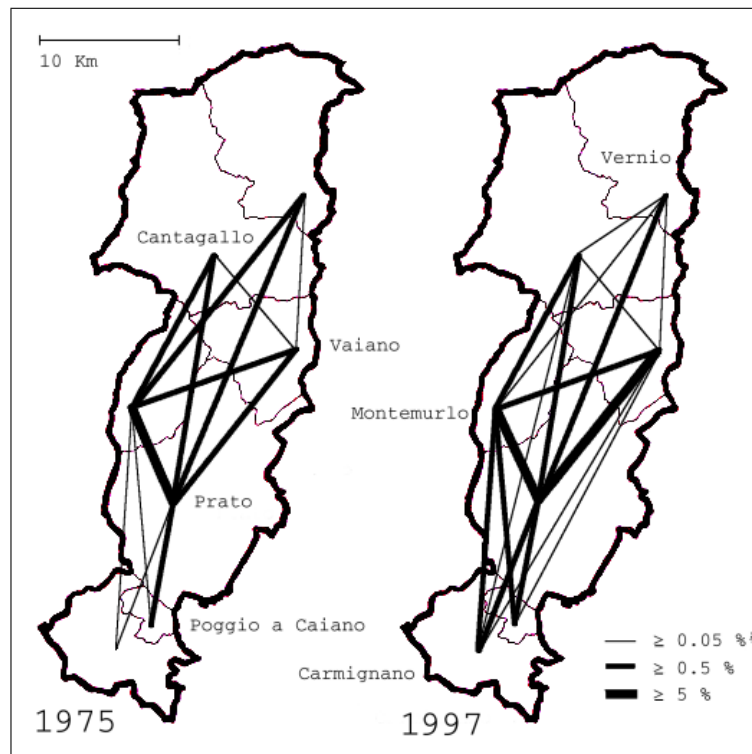 10 Km
Vernio
Cantagallo
Vaiano
Montemurlo
Prato
Poggio a Caiano
Carmignano
≥ 0.05 %
≥ 0.5 %
≥ 5 %
1975
1997